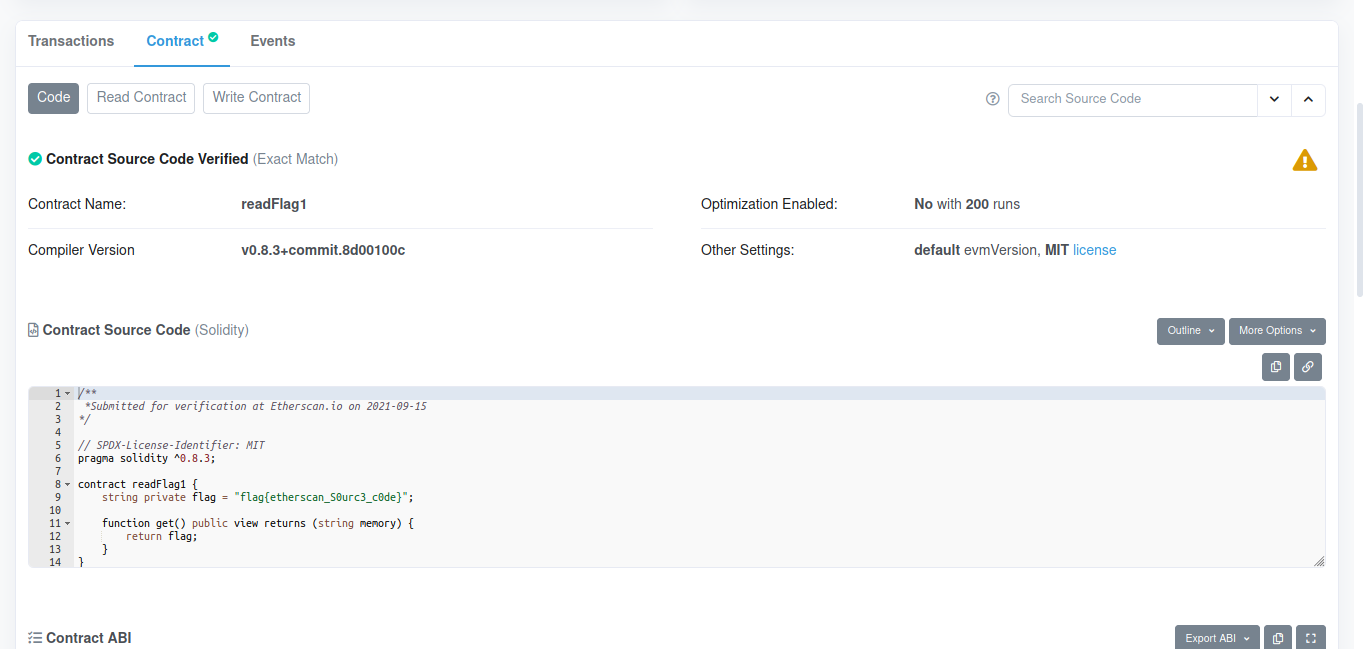 Transactions Contract Events
Code Read Contract Write Contract Search Source Code
Contract Source Code Verified (Exact Match)
Contract Name: readFlag1 Optimization Enabled: No with 200 runs
Compiler Version v0.8.3+commit.8d00100c Other Settings: default evmVersion, MIT license
Contract Source Code (Solidity) Outline More Options
1 /**
2  *Submitted for verification at Etherscan.io on 2021-09-15
3 */
4
5 // SPDX-License-Identifier: MIT
6 pragma solidity ^0.8.3;
7
8 contract readFlag1 {
9     string private flag = "flag{etherscan_S0urc3_c0de}";
10
11     function get() public view returns (string memory) {
12         return flag;
13     }
14 }
Contract ABI Export ABI